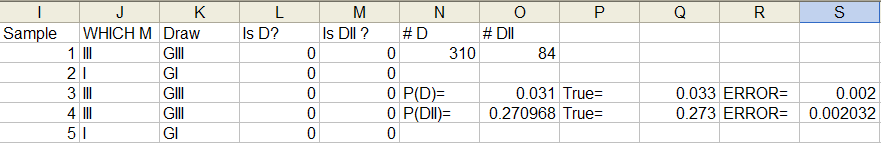 I J K L M N O P Q R S
Sample WHICH M Draw Is D? Is DII ? # D # DII
1 III GIII 0 0 310 84
2 I GI 0 0
3 III GIII 0 0 P(D)= 0.031 True= 0.033 ERROR= 0.002
4 III GIII 0 0 P(DII)= 0.270968 True= 0.273 ERROR= 0.002032
5 I GI 0 0